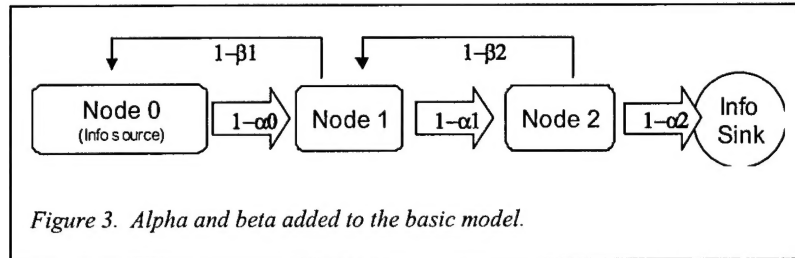 1-β1
1-β2
Node 0
(Info source)
1-α0
Node 1
1-α1
Node 2
1-α2
Info
Sink
Figure 3. Alpha and beta added to the basic model.